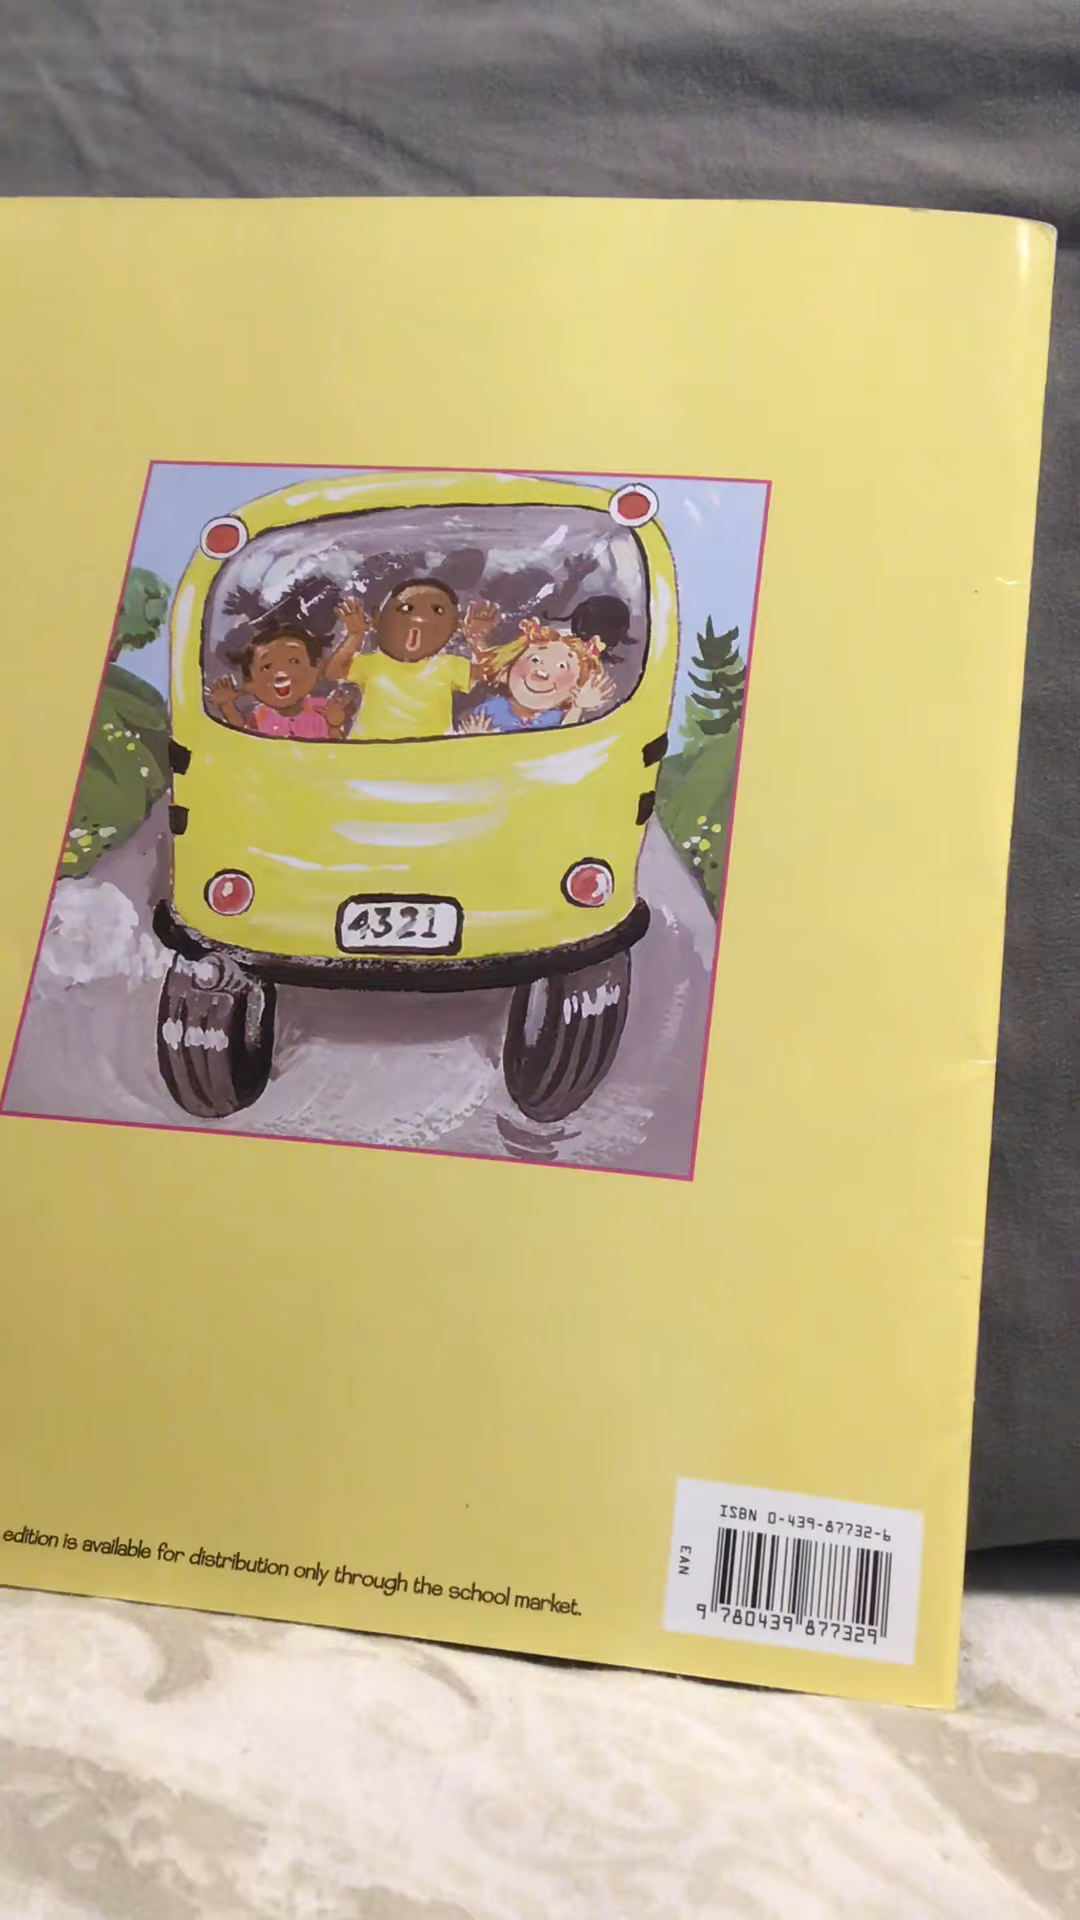 4321
edition is available for distribution only through the school market.
ISBN 0-439-87732-6
EAN
9 780439 877329